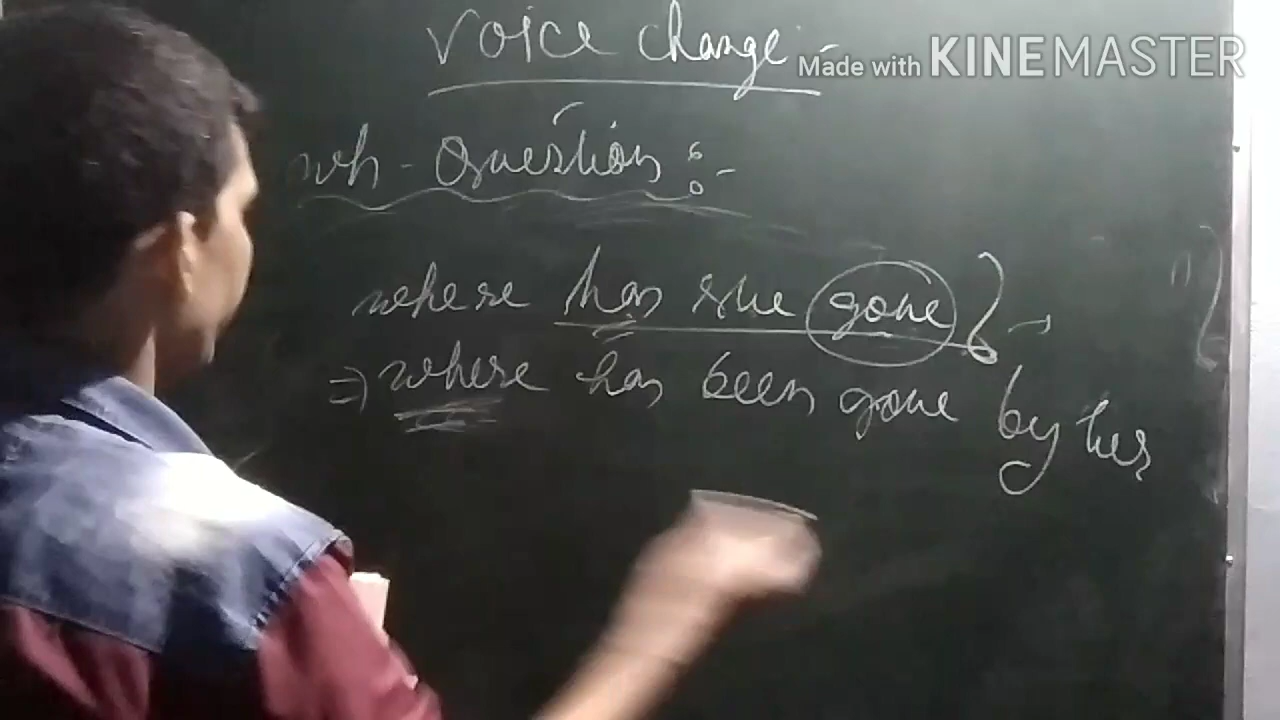 voice change -
Made with KINEMASTER
wh - Question :-
where has she gone ? →
⇒ where has been gone by her